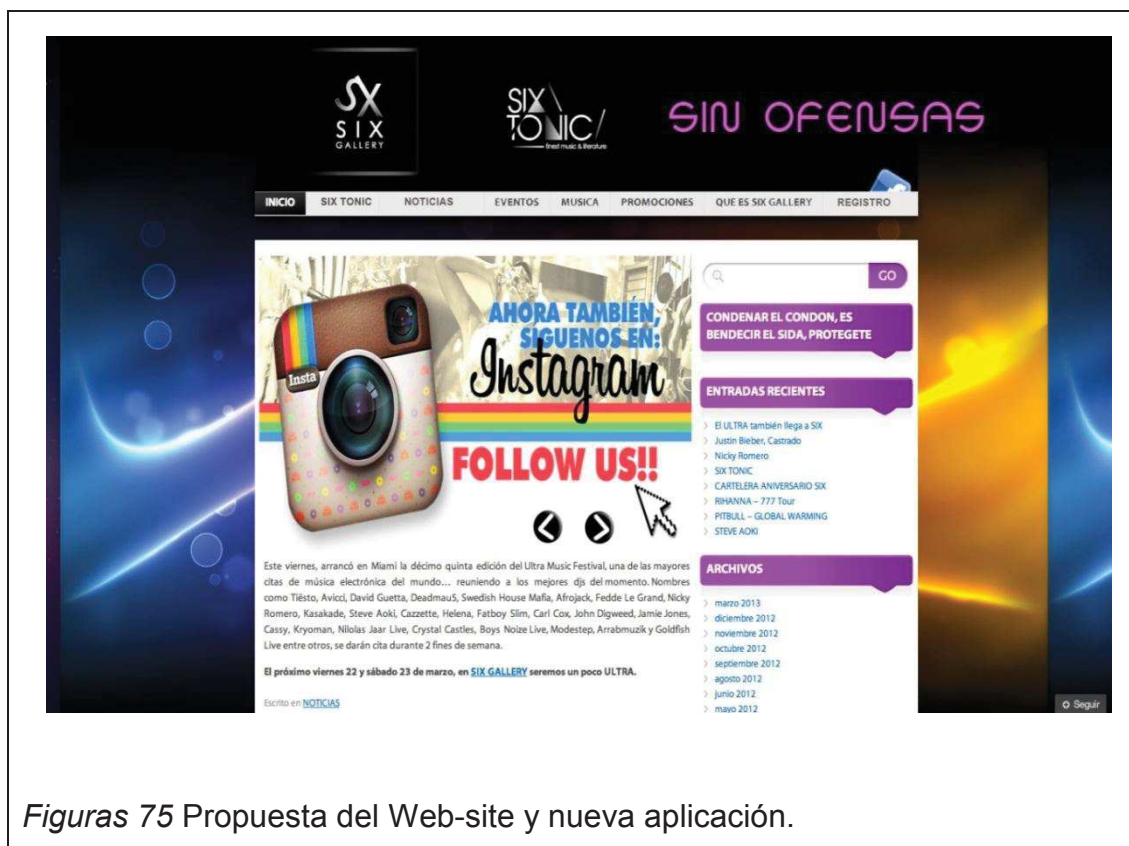 SX
SIX
GALLERY
SIX
TONIC/
finest music & literature
SIN OFENSAS
INICIO SIX TONIC NOTICIAS EVENTOS MUSICA PROMOCIONES QUE ES SIX GALLERY REGISTRO
AHORA TAMBIÉN,
SIGUENOS EN:
Instagram
Insta
FOLLOW US!!
Este viernes, arrancó en Miami la décimo quinta edición del Ultra Music Festival, una de las mayores
citas de música electrónica del mundo… reuniendo a los mejores djs del momento. Nombres
como Tiësto, Avicci, David Guetta, Deadmau5, Swedish House Mafia, Afrojack, Fedde Le Grand, Nicky
Romero, Kasakade, Steve Aoki, Cazzette, Helena, Fatboy Slim, Carl Cox, John Digweed, Jamie Jones,
Cassy, Kryoman, Nilolas Jaar Live, Crystal Castles, Boys Noize Live, Modestep, Arrabmuzik y Goldfish
Live entre otros, se darán cita durante 2 fines de semana.
El próximo viernes 22 y sábado 23 de marzo, en SIX GALLERY seremos un poco ULTRA.
Escrito en NOTICIAS
GO
CONDENAR EL CONDON, ES
BENDECIR EL SIDA, PROTEGETE
ENTRADAS RECIENTES
El ULTRA también llega a SIX
Justin Bieber, Castrado
Nicky Romero
SIX TONIC
CARTELERA ANIVERSARIO SIX
RIHANNA – 777 Tour
PITBULL – GLOBAL WARMING
STEVE AOKI
ARCHIVOS
marzo 2013
diciembre 2012
noviembre 2012
octubre 2012
septiembre 2012
agosto 2012
junio 2012
mayo 2012
Seguir
Figuras 75 Propuesta del Web-site y nueva aplicación.